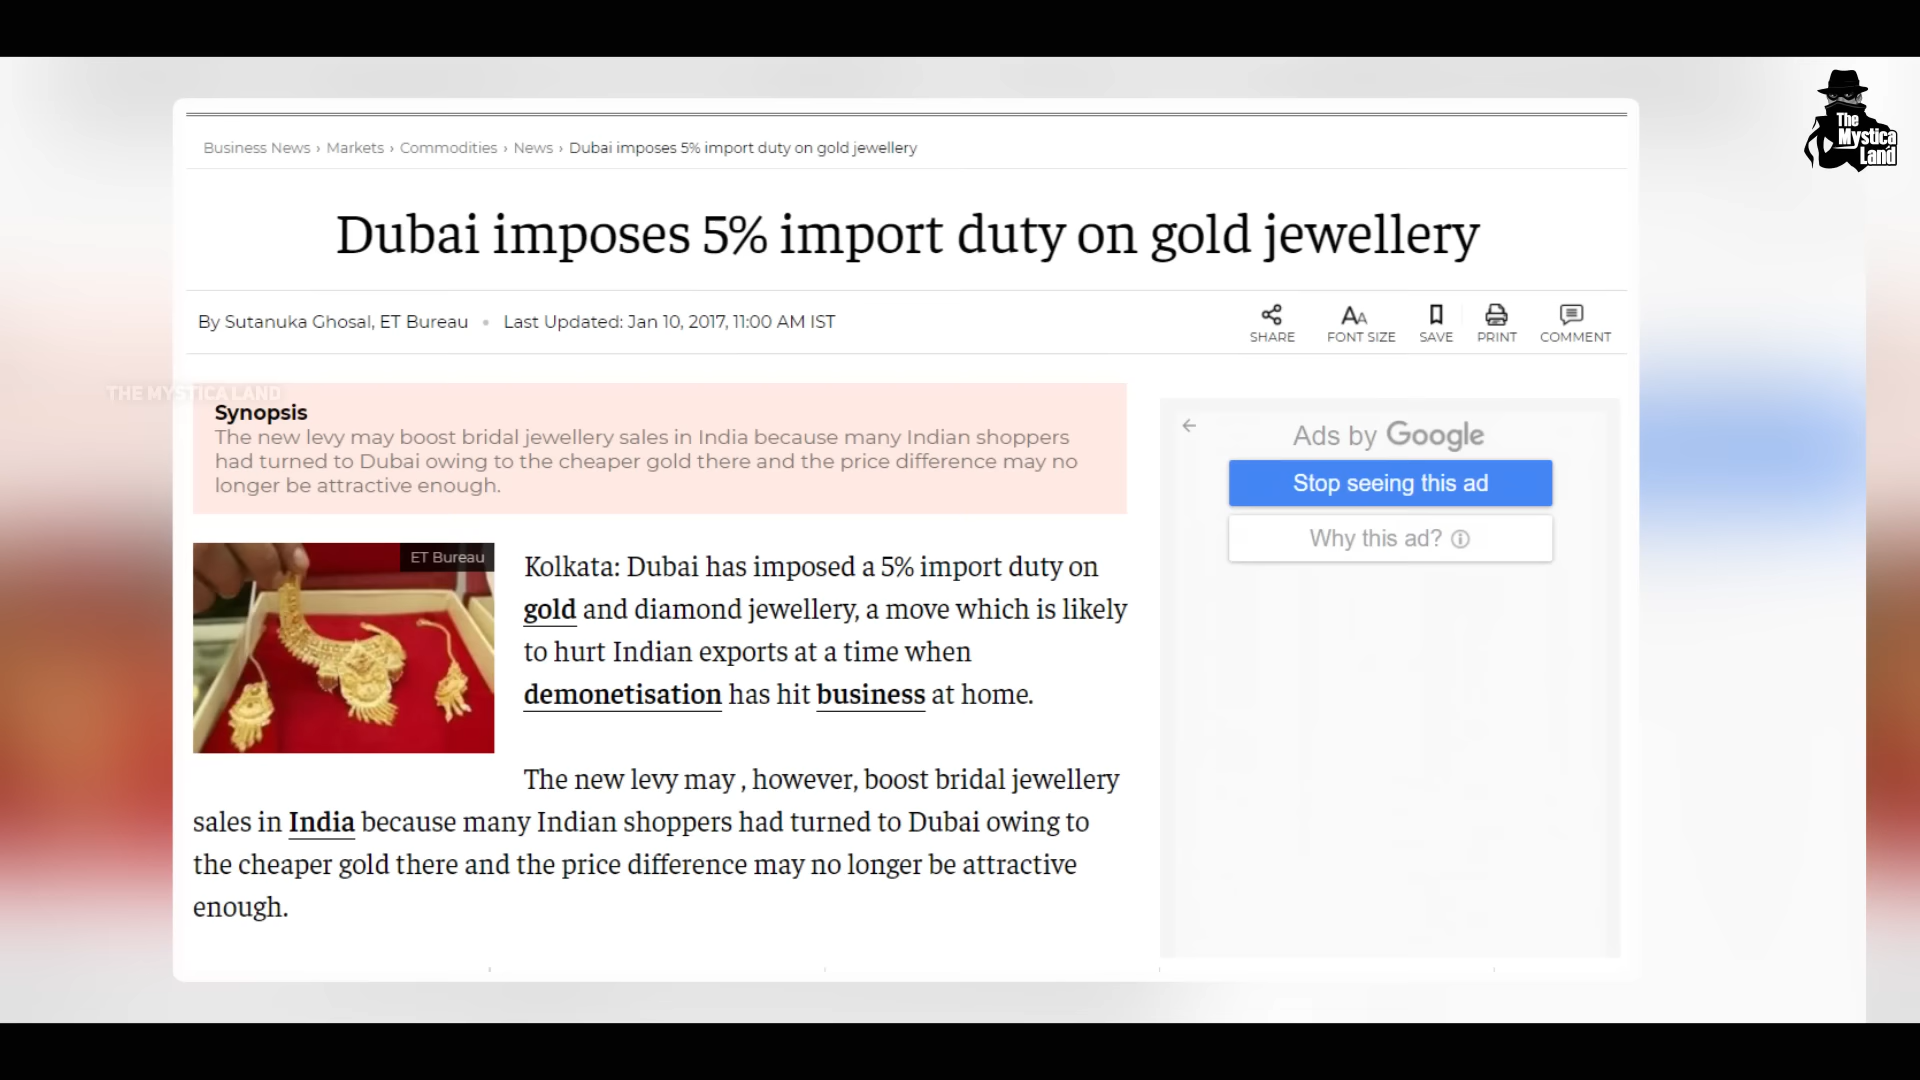 The
Mystica
Land
Business News › Markets › Commodities › News › Dubai imposes 5% import duty on gold jewellery
Dubai imposes 5% import duty on gold jewellery
By Sutanuka Ghosal, ET Bureau • Last Updated: Jan 10, 2017, 11:00 AM IST
SHARE
FONT SIZE
SAVE
PRINT
COMMENT
THE MYSTICA LAND
Synopsis
The new levy may boost bridal jewellery sales in India because many Indian shoppers
had turned to Dubai owing to the cheaper gold there and the price difference may no
longer be attractive enough.
ET Bureau
Kolkata: Dubai has imposed a 5% import duty on
gold and diamond jewellery, a move which is likely
to hurt Indian exports at a time when
demonetisation has hit business at home.
The new levy may , however, boost bridal jewellery
sales in India because many Indian shoppers had turned to Dubai owing to
the cheaper gold there and the price difference may no longer be attractive
enough.
Ads by Google
Stop seeing this ad
Why this ad?